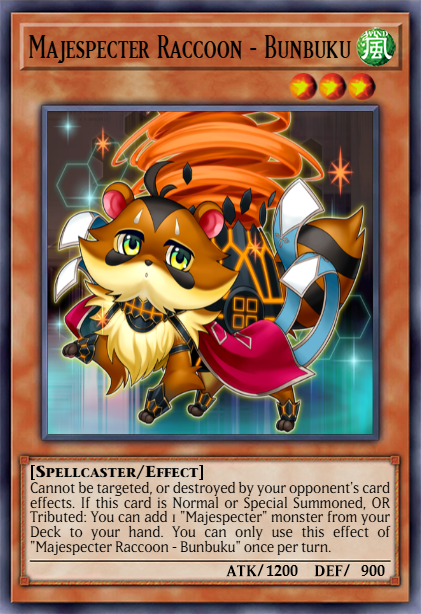 Majespecter Raccoon - Bunbuku
WIND
風
[Spellcaster/Effect]
Cannot be targeted, or destroyed by your opponent's card
effects. If this card is Normal or Special Summoned, OR
Tributed: You can add 1 "Majespecter" monster from your
Deck to your hand. You can only use this effect of
"Majespecter Raccoon - Bunbuku" once per turn.
ATK/1200 DEF/ 900